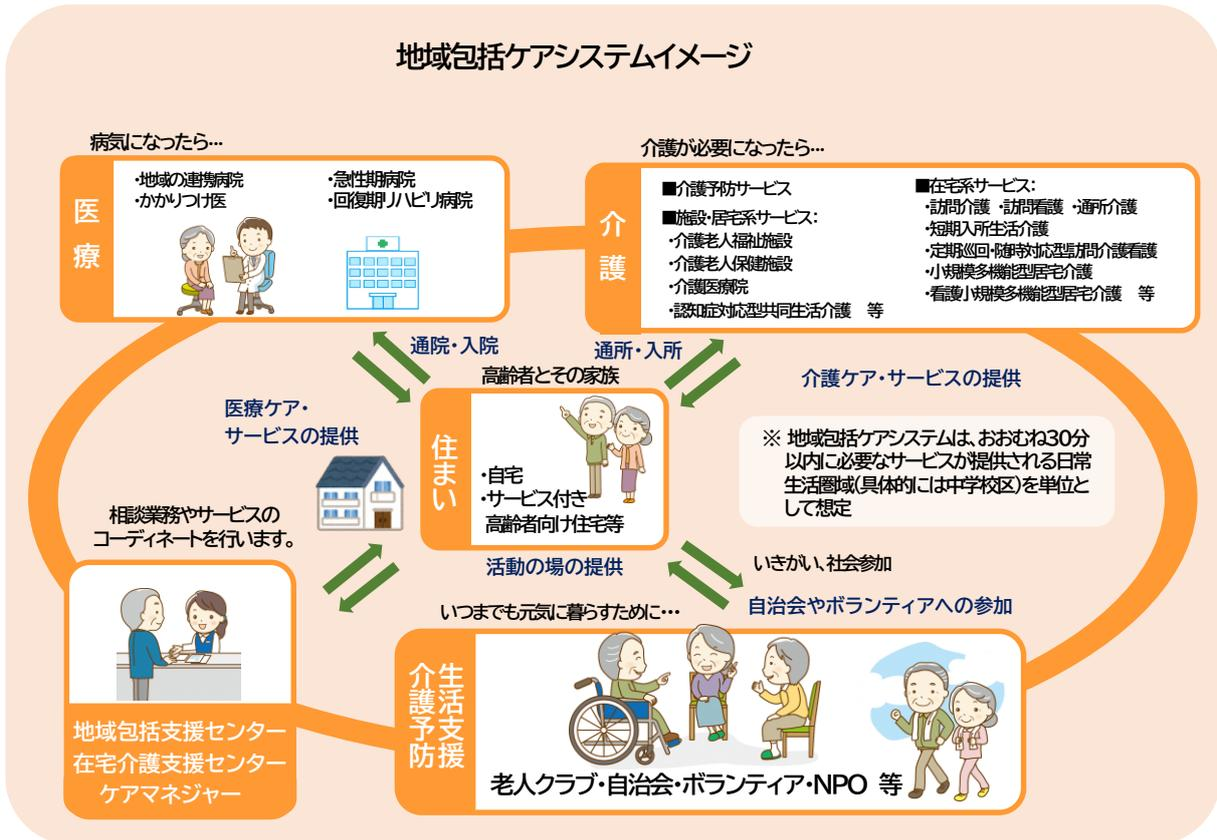 地域包括ケアシステムイメージ
病気になったら…
医療
・地域の連携病院
・かかりつけ医
・急性期病院
・回復期リハビリ病院
介護が必要になったら…
介護
■介護予防サービス
■施設・居宅系サービス：
・介護老人福祉施設
・介護老人保健施設
・介護医療院
・認知症対応型共同生活介護　等
■在宅系サービス：
・訪問介護 ・訪問看護 ・通所介護
・短期入所生活介護
・定期巡回・随時対応型訪問介護看護
・小規模多機能型居宅介護
・看護小規模多機能型居宅介護　等
通院・入院
通所・入所
医療ケア・
サービスの提供
高齢者とその家族
住まい
・自宅
・サービス付き
高齢者向け住宅等
介護ケア・サービスの提供
※ 地域包括ケアシステムは、おおむね30分
以内に必要なサービスが提供される日常
生活圏域（具体的には中学校区）を単位と
して想定
相談業務やサービスの
コーディネートを行います。
地域包括支援センター
在宅介護支援センター
ケアマネジャー
活動の場の提供
いきがい、社会参加
自治会やボランティアへの参加
いつまでも元気に暮らすために・・・
生活支援
介護予防
老人クラブ・自治会・ボランティア・NPO 等